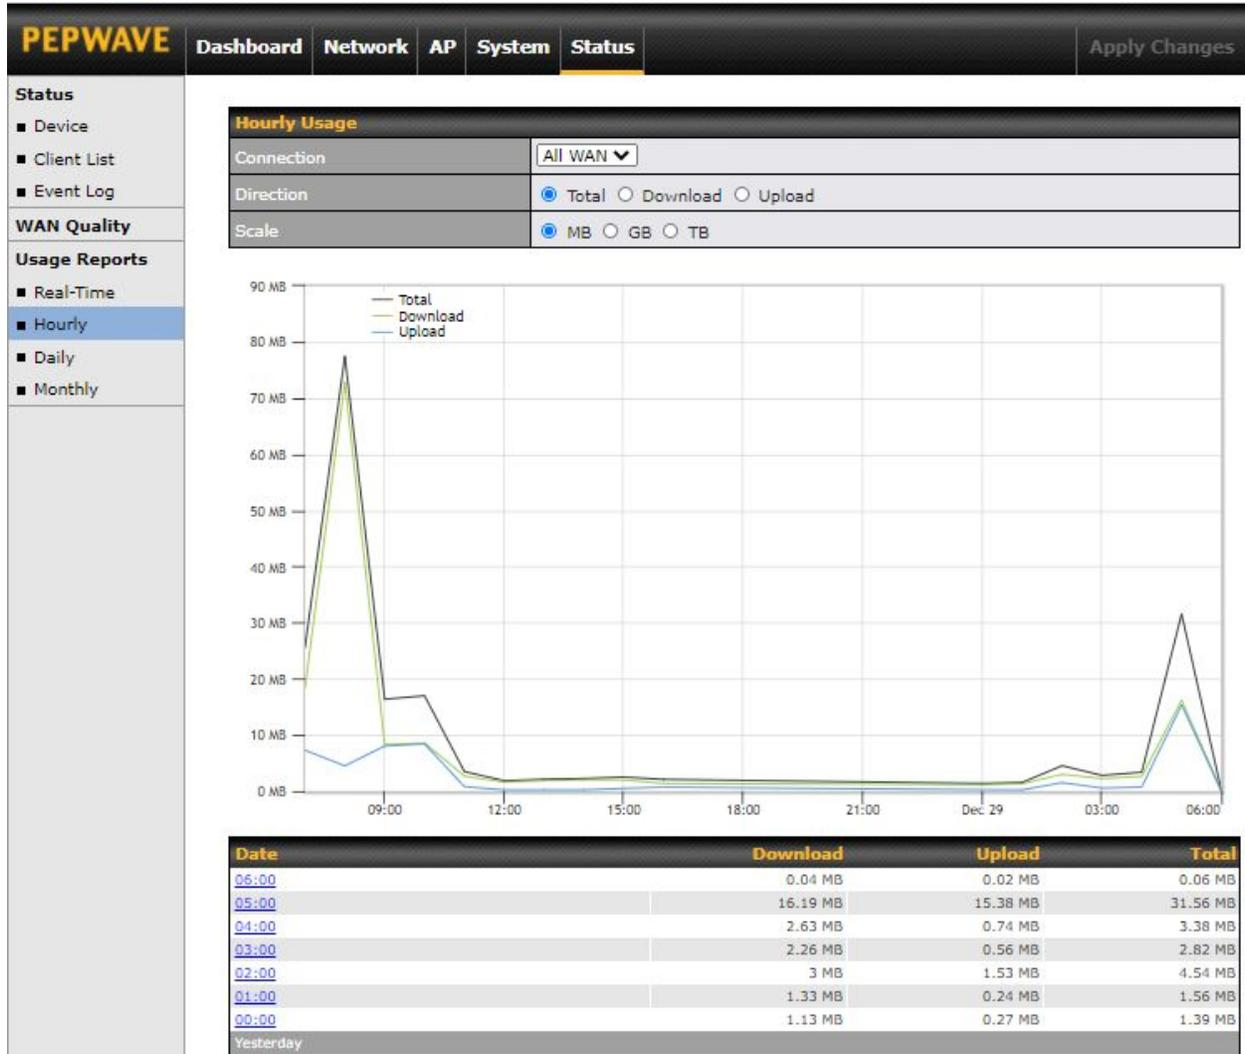 PEPWAVE
Dashboard Network AP System Status Apply Changes
Status
Device
Client List
Event Log
WAN Quality
Usage Reports
Real-Time
Hourly
Daily
Monthly
Hourly Usage
Connection All WAN
Direction Total Download Upload
Scale MB GB TB
90 MB
80 MB
70 MB
60 MB
50 MB
40 MB
30 MB
20 MB
10 MB
0 MB
Total
Download
Upload
09:00 12:00 15:00 18:00 21:00 Dec 29 03:00 06:00
Date Download Upload Total
06:00 0.04 MB 0.02 MB 0.06 MB
05:00 16.19 MB 15.38 MB 31.56 MB
04:00 2.63 MB 0.74 MB 3.38 MB
03:00 2.26 MB 0.56 MB 2.82 MB
02:00 3 MB 1.53 MB 4.54 MB
01:00 1.33 MB 0.24 MB 1.56 MB
00:00 1.13 MB 0.27 MB 1.39 MB
Yesterday